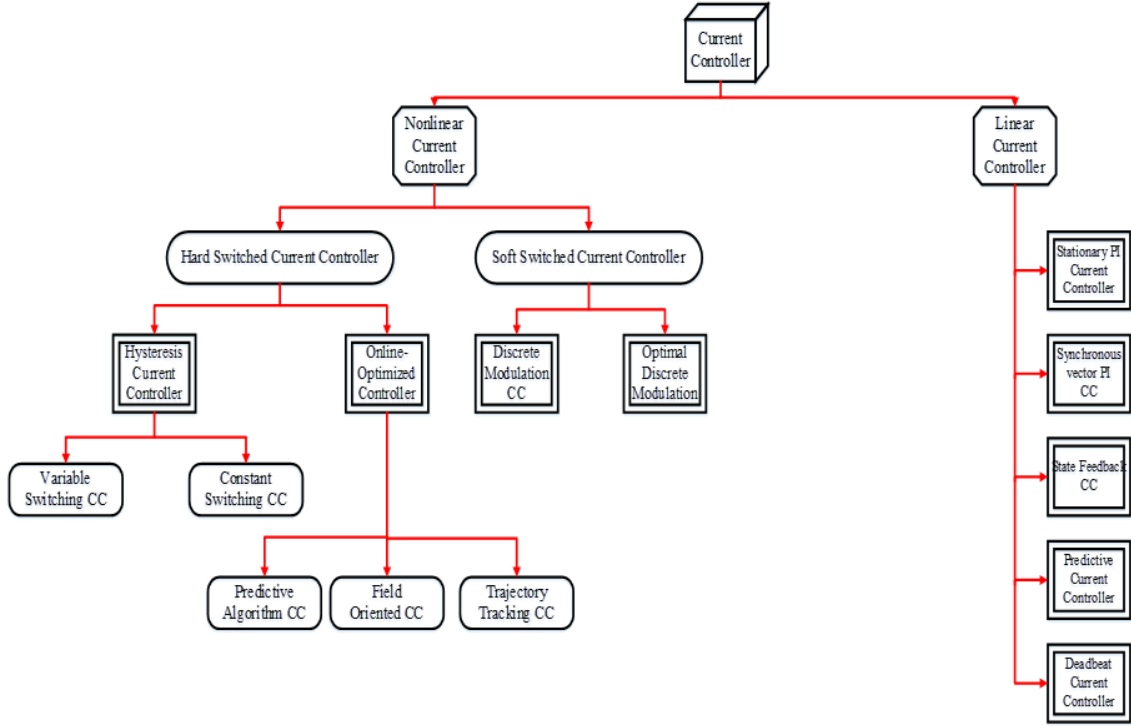 Current
Controller
Nonlinear
Current
Controller
Linear
Current
Controller
Hard Switched Current Controller
Soft Switched Current Controller
Hysteresis
Current
Controller
Online-
Optimized
Controller
Discrete
Modulation
CC
Optimal
Discrete
Modulation
Variable
Switching CC
Constant
Switching CC
Predictive
Algorithm CC
Field
Oriented CC
Trajectory
Tracking CC
Stationary PI
Current
Controller
Synchronous
vector PI
CC
State Feedback
CC
Predictive
Current
Controller
Deadbeat
Current
Controller